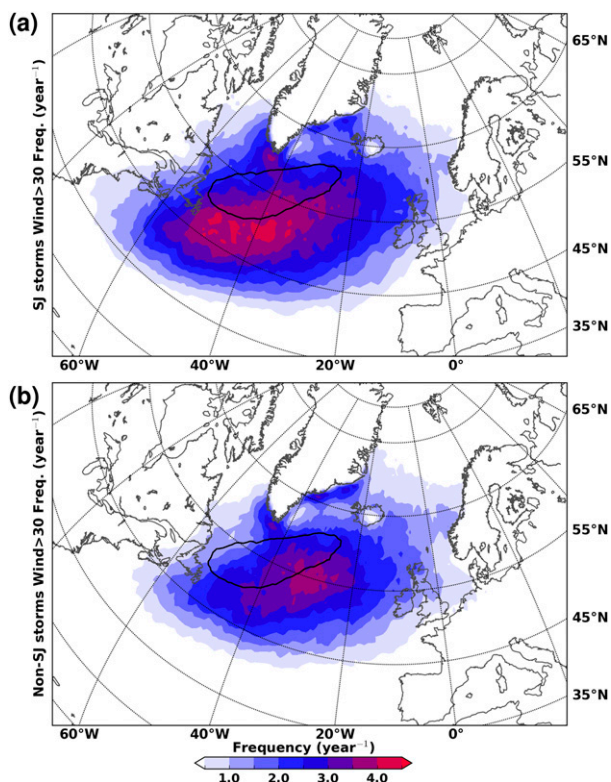 (a)
SJ storms Wind>30 Freq. (year⁻¹)
65°N
55°N
45°N
35°N
60°W 40°W 20°W 0°
(b)
Non-SJ storms Wind>30 Freq. (year⁻¹)
65°N
55°N
45°N
35°N
60°W 40°W 20°W 0°
Frequency (year⁻¹)
1.0 2.0 3.0 4.0